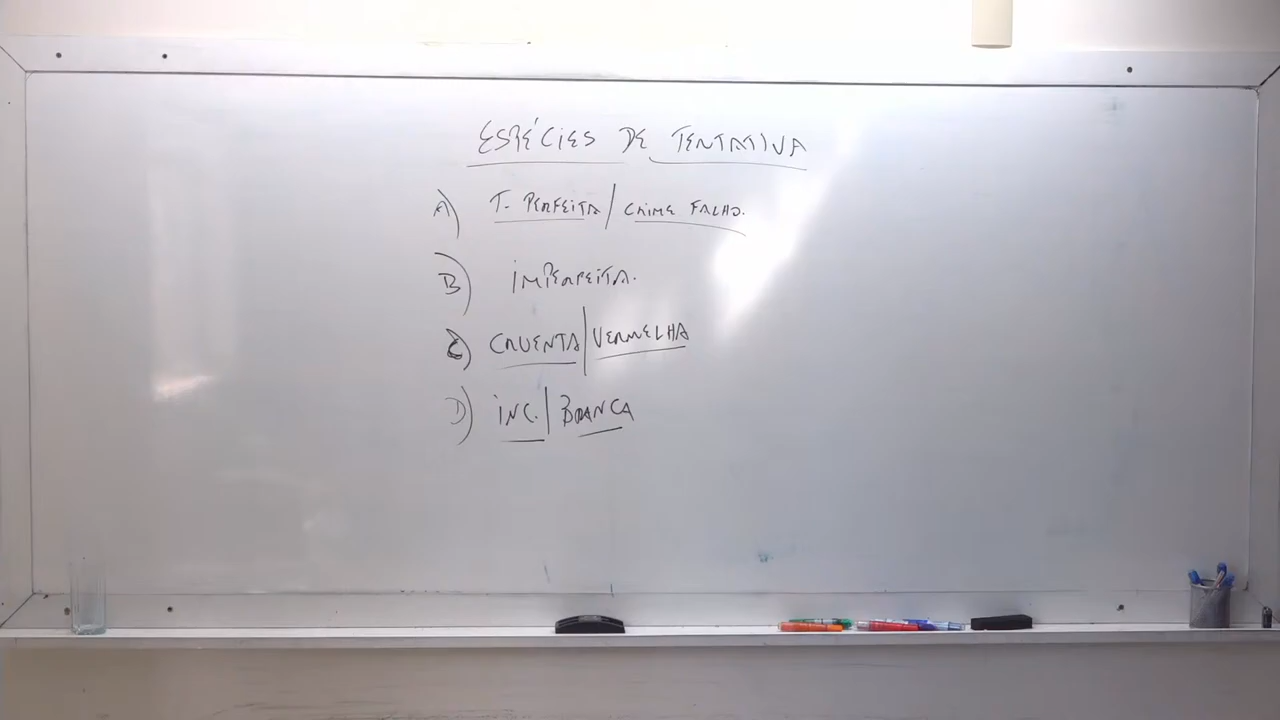 ESPÉCIES DE TENTATIVA
A) T. PERFEITA / CRIME FALHO.
B) IMPERFEITA.
C) CRUENTA / VERMELHA
D) INC. / BRANCA